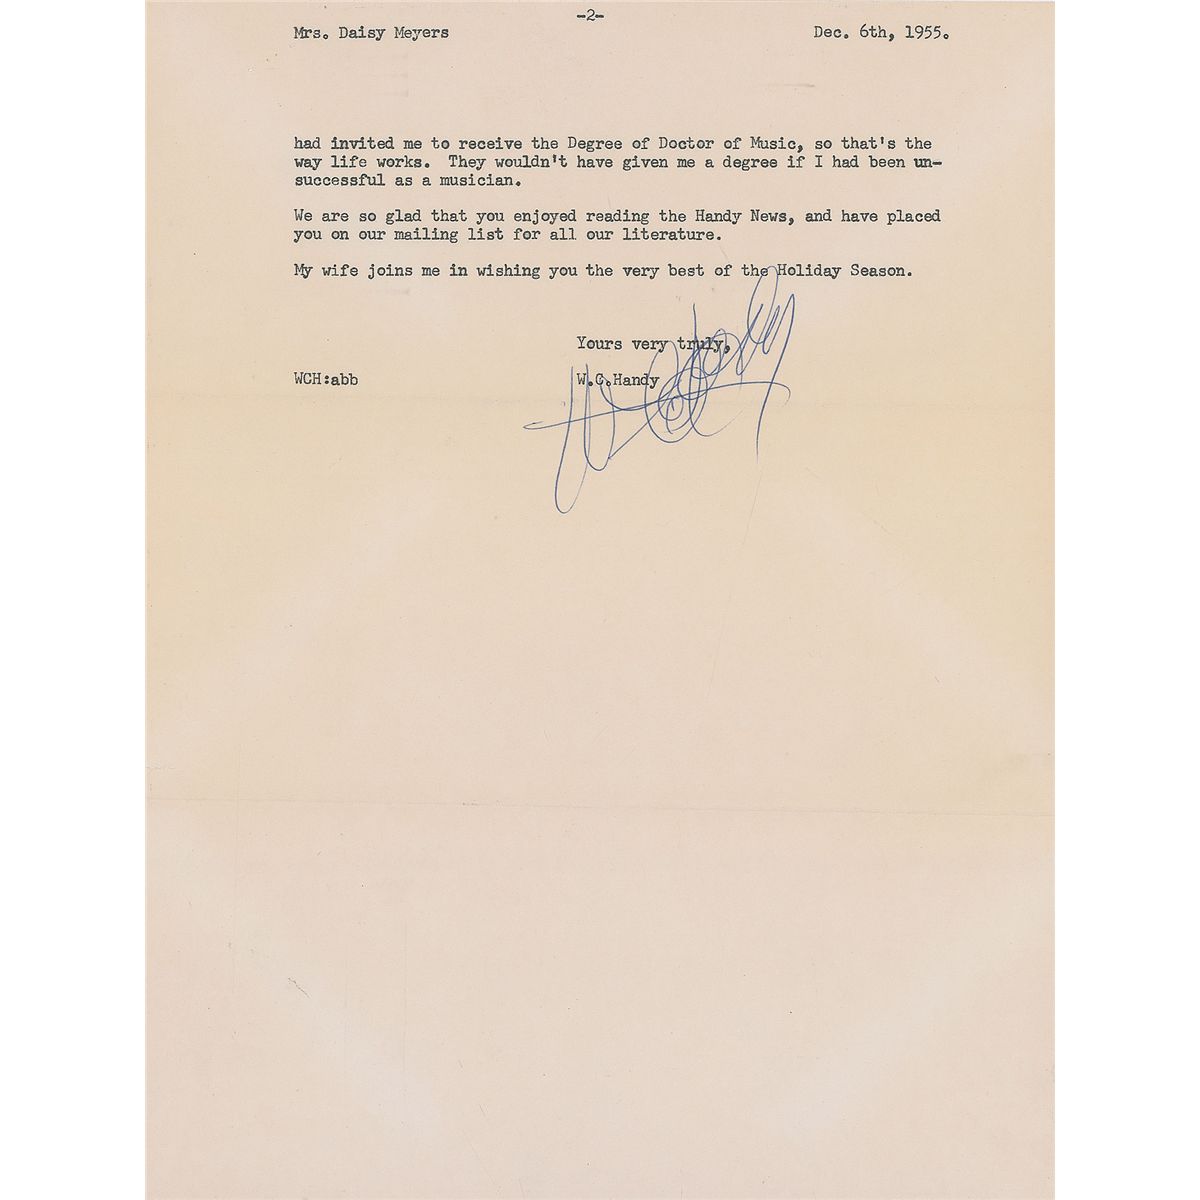 -2-
Mrs. Daisy Meyers Dec. 6th, 1955.
had invited me to receive the Degree of Doctor of Music, so that's the
way life works. They wouldn't have given me a degree if I had been un-
successful as a musician.
We are so glad that you enjoyed reading the Handy News, and have placed
you on our mailing list for all our literature.
My wife joins me in wishing you the very best of the Holiday Season.
Yours very truly,
WCH:abb W.C.Handy
WC Handy